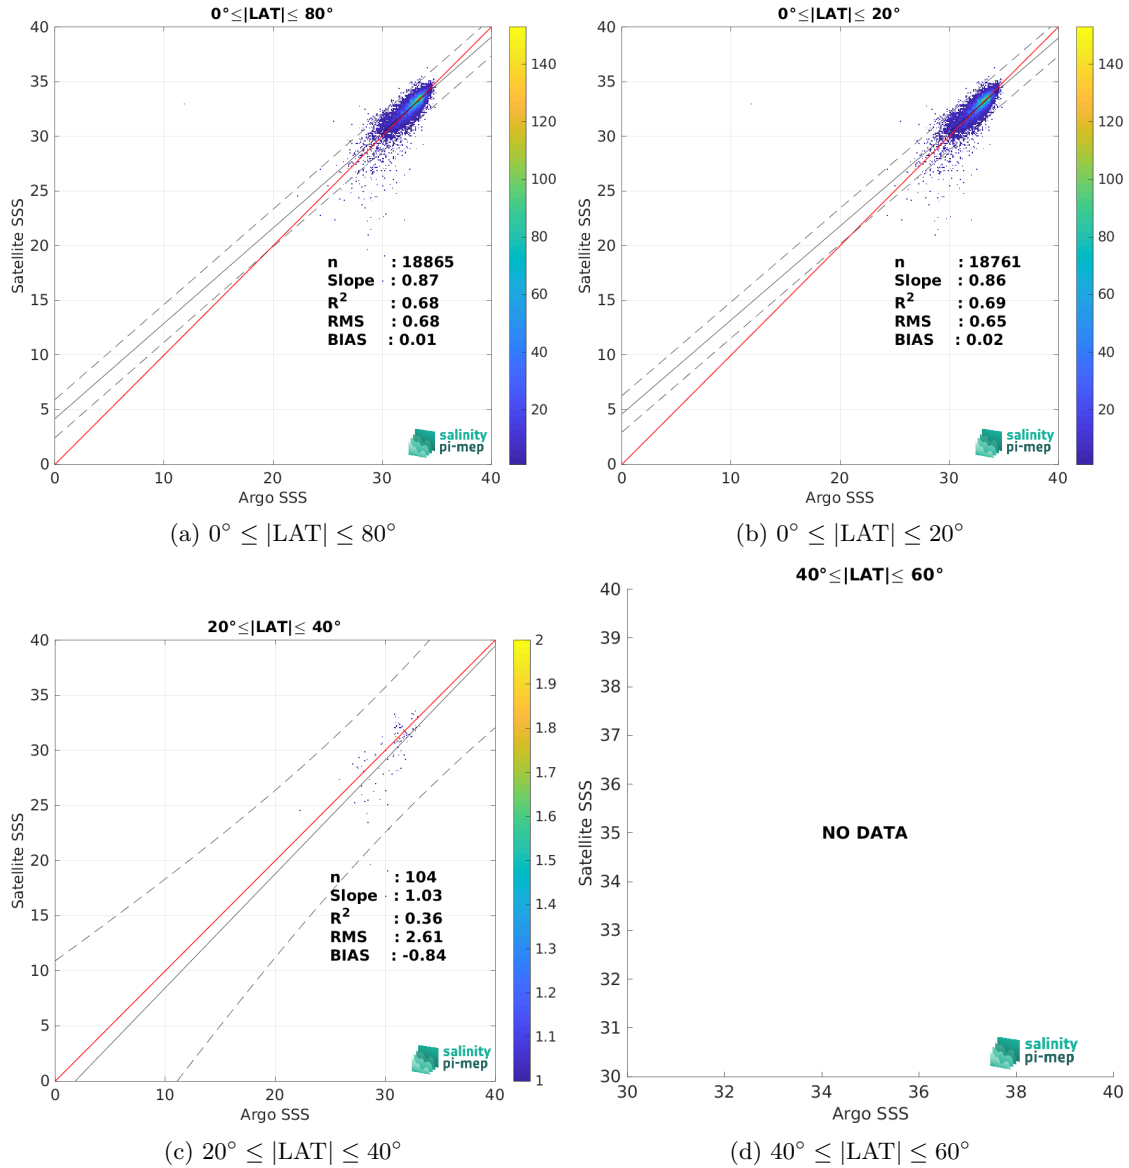 0°≤|LAT|≤ 80°
40
35
30
25
20
15
10
5
0
Satellite SSS
n : 18865
Slope : 0.87
R² : 0.68
RMS : 0.68
BIAS : 0.01
salinity
pi-mep
0 10 20 30 40
Argo SSS
140
120
100
80
60
40
20
(a) 0° ≤ |LAT| ≤ 80°
0°≤|LAT|≤ 20°
40
35
30
25
20
15
10
5
0
Satellite SSS
n : 18761
Slope : 0.86
R² : 0.69
RMS : 0.65
BIAS : 0.02
salinity
pi-mep
0 10 20 30 40
Argo SSS
140
120
100
80
60
40
20
(b) 0° ≤ |LAT| ≤ 20°
20°≤|LAT|≤ 40°
40
35
30
25
20
15
10
5
0
Satellite SSS
n : 104
Slope : 1.03
R² : 0.36
RMS : 2.61
BIAS : -0.84
salinity
pi-mep
0 10 20 30 40
Argo SSS
2
1.9
1.8
1.7
1.6
1.5
1.4
1.3
1.2
1.1
1
(c) 20° ≤ |LAT| ≤ 40°
40°≤|LAT|≤ 60°
40
39
38
37
36
35
34
33
32
31
30
Satellite SSS
NO DATA
salinity
pi-mep
30 32 34 36 38 40
Argo SSS
(d) 40° ≤ |LAT| ≤ 60°